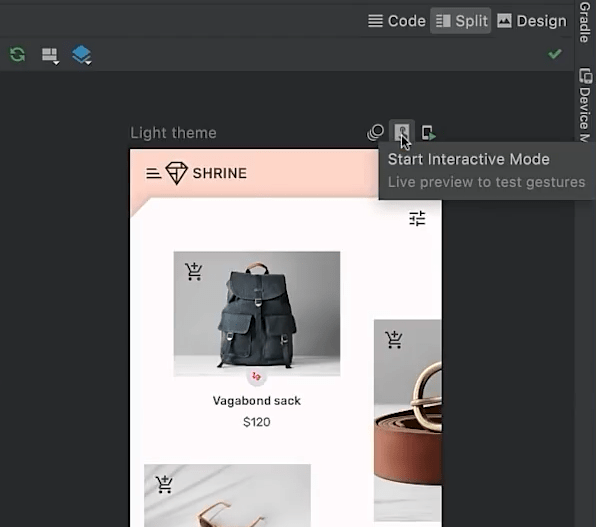 Code Split Design
Gradle
Device M
Light theme
Start Interactive Mode
Live preview to test gestures
SHRINE
Vagabond sack
$120